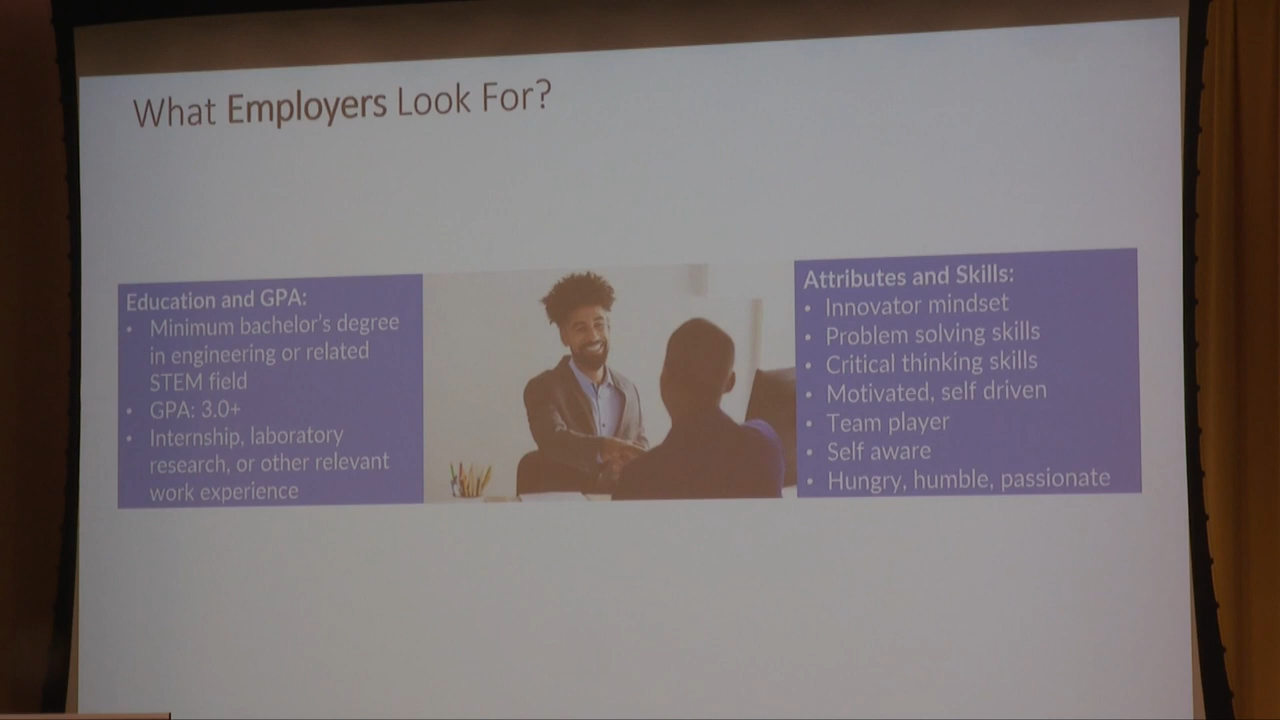 What Employers Look For?
Education and GPA:
• Minimum bachelor's degree
in engineering or related
STEM field
• GPA: 3.0+
• Internship, laboratory
research, or other relevant
work experience
Attributes and Skills:
• Innovator mindset
• Problem solving skills
• Critical thinking skills
• Motivated, self driven
• Team player
• Self aware
• Hungry, humble, passionate